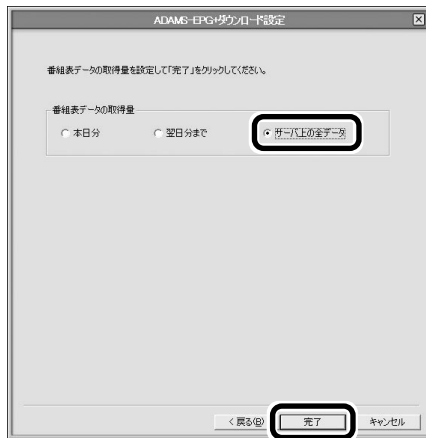 ADAMS-EPG+ダウンロード設定
番組表データの取得量を設定して「完了」をクリックしてください。
番組表データの取得量
本日分 翌日分まで サーバ上の全データ
< 戻る(B) 完了 キャンセル